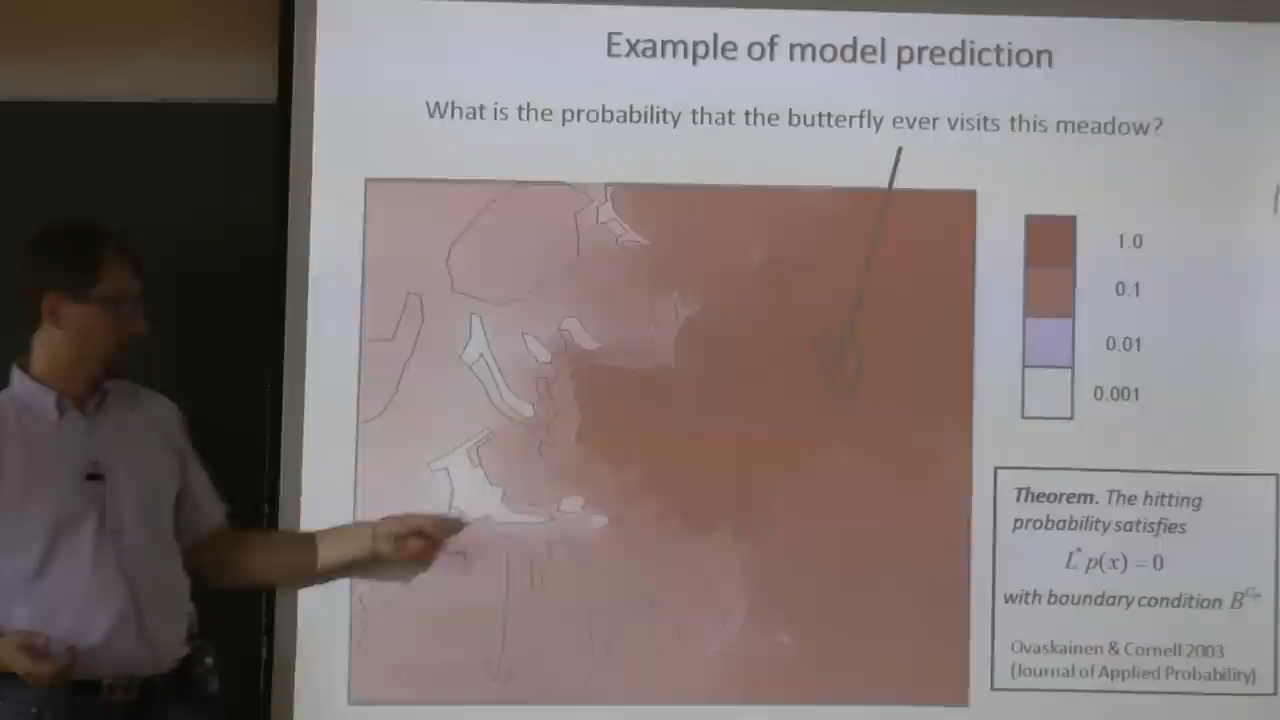 Example of model prediction
What is the probability that the butterfly ever visits this meadow?
1.0
0.1
0.01
0.001
Theorem. The hitting
probability satisfies
L* p(x) = 0
with boundary condition
Ovaskainen & Cornell 2003
(Journal of Applied Probability)